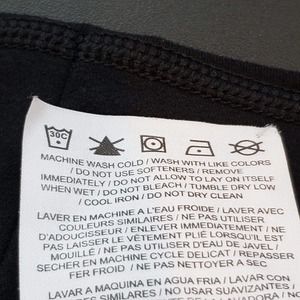 30C
MACHINE WASH COLD / WASH WITH LIKE COLORS
/ DO NOT USE SOFTENERS / REMOVE
IMMEDIATELY / DO NOT ALLOW TO LAY ON ITSELF
WHEN WET / DO NOT BLEACH / TUMBLE DRY LOW
/ COOL IRON / DO NOT DRY CLEAN
LAVER EN MACHINE A L'EAU FROIDE / LAVER AVEC
COULEURS SIMILAIRES / NE PAS UTILISER
D'ADOUCISSEUR / ENLEVER IMMÉDIATEMENT / NE
PAS LAISSER LE VÊTEMENT PLIÉ LORSQU'IL EST
MOUILLÉ / NE PAS UTILISER D'EAU DE JAVEL /
SECHER EN MACHINE CYCLE DELICAT / REPASSER
FER FROID / NE PAS NETTOYER A SEC
LAVAR A MAQUINA EN AGUA FRIA / LAVAR CON
SIMILARES / NO USAR SUAVIZANTES /